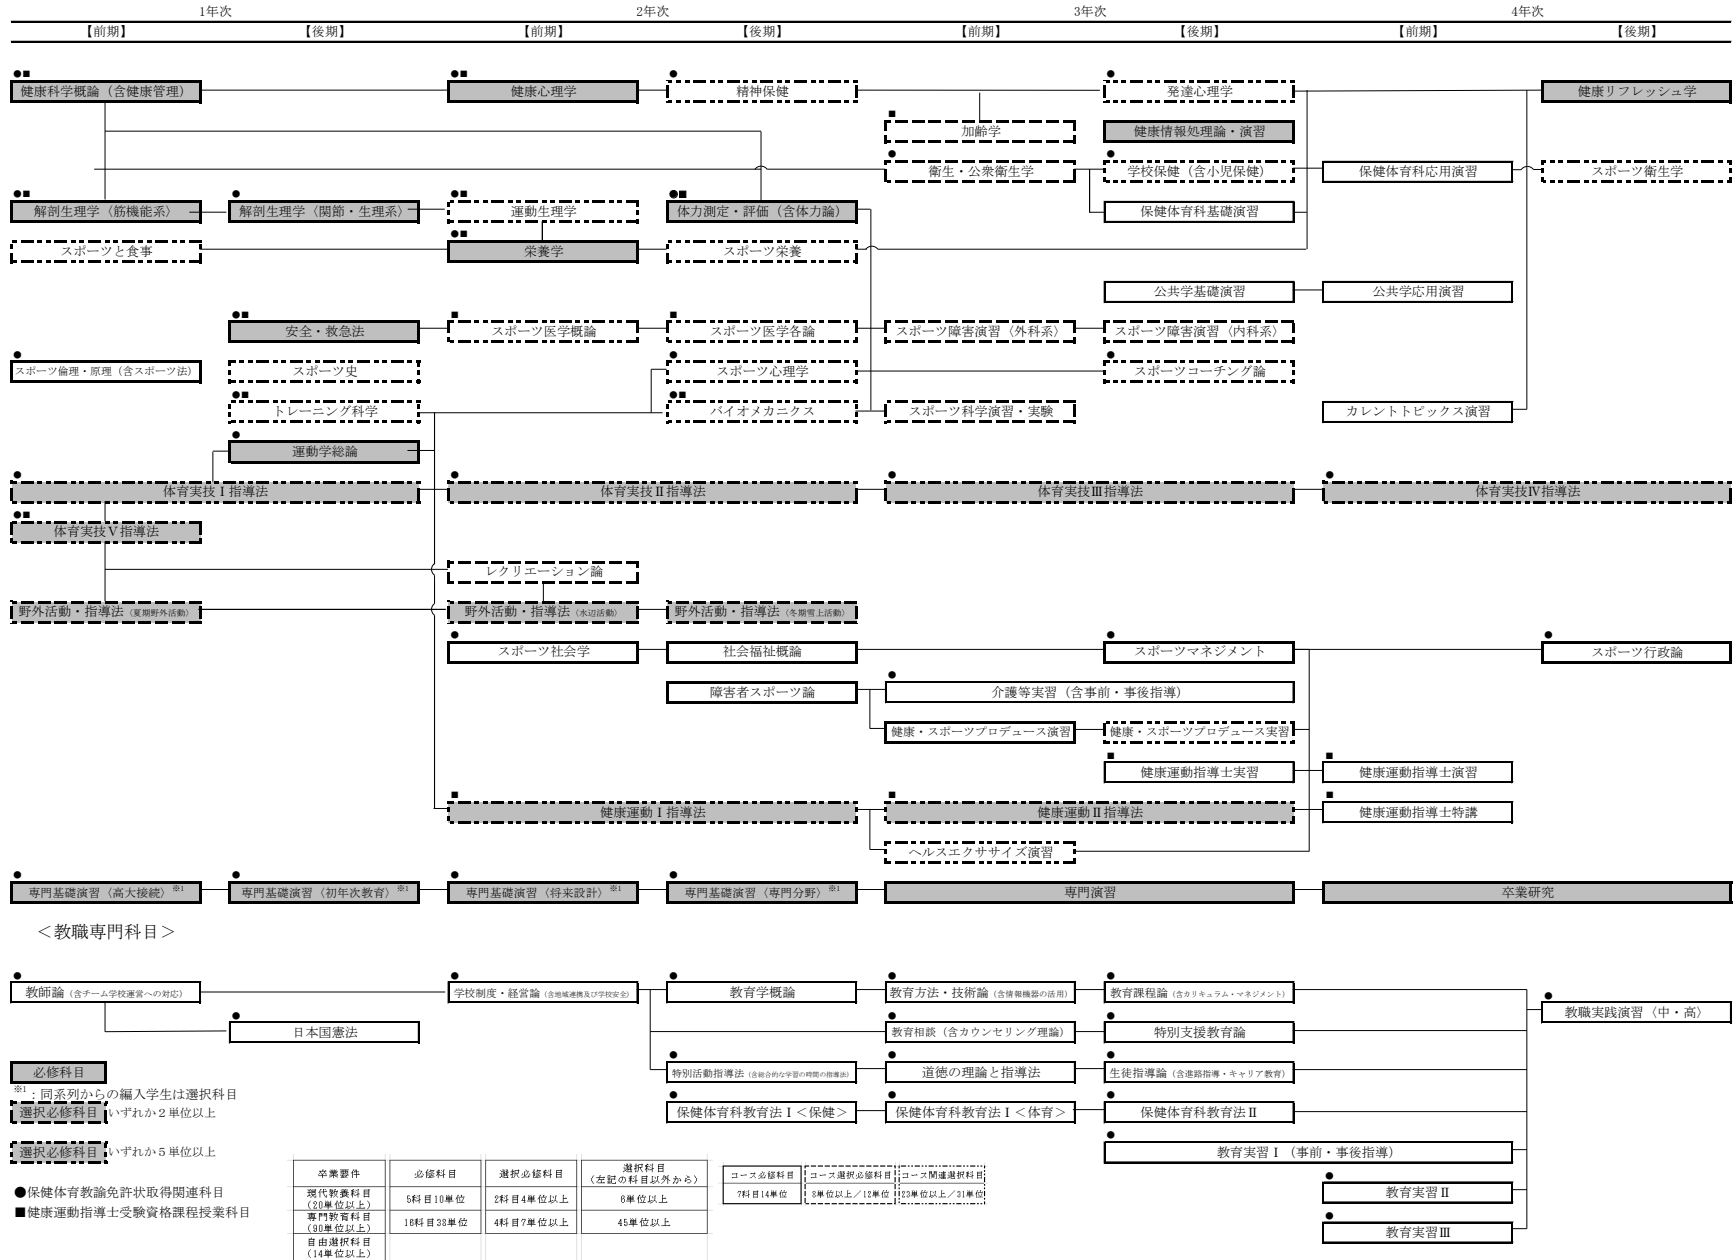 1年次 2年次 3年次 4年次
【前期】 【後期】 【前期】 【後期】 【前期】 【後期】 【前期】 【後期】
●■ ●■ ● ●
健康科学概論（含健康管理） 健康心理学 精神保健 発達心理学 健康リフレッシュ学
■
加齢学 健康情報処理論・演習
● ●
衛生・公衆衛生学 学校保健（含小児保健） 保健体育科応用演習 スポーツ衛生学
●■ ● ●■ ●■
解剖生理学〈筋機能系〉 解剖生理学〈関節・生理系〉 運動生理学 体力測定・評価（含体力論） 保健体育科基礎演習
●■
スポーツと食事 栄養学 スポーツ栄養
公共学基礎演習 公共学応用演習
●■ ■ ■
安全・救急法 スポーツ医学概論 スポーツ医学各論 スポーツ障害演習〈外科系〉 スポーツ障害演習〈内科系〉
● ● ●
スポーツ倫理・原理（含スポーツ法） スポーツ史 スポーツ心理学 スポーツコーチング論
●■ ●■
トレーニング科学 バイオメカニクス スポーツ科学演習・実験 カレントトピックス演習
●
運動学総論
● ● ● ●
体育実技Ⅰ指導法 体育実技Ⅱ指導法 体育実技Ⅲ指導法 体育実技Ⅳ指導法
●■
体育実技Ⅴ指導法
レクリエーション論
野外活動・指導法〈夏期野外活動〉 野外活動・指導法〈水辺活動〉 野外活動・指導法〈冬期雪上活動〉
● ● ●
スポーツ社会学 社会福祉概論 スポーツマネジメント スポーツ行政論
●
障害者スポーツ論 介護等実習（含事前・事後指導）
健康・スポーツプロデュース演習 健康・スポーツプロデュース実習
■ ■
健康運動指導士実習 健康運動指導士演習
■ ■ ■
健康運動Ⅰ指導法 健康運動Ⅱ指導法 健康運動指導士特講
ヘルスエクササイズ演習
● ● ● ●
専門基礎演習〈高大接続〉※1 専門基礎演習〈初年次教育〉※1 専門基礎演習〈将来設計〉※1 専門基礎演習〈専門分野〉※1 専門演習 卒業研究
＜教職専門科目＞
● ● ● ● ● ●
教師論（含チーム学校運営への対応） 学校制度・経営論（含地域連携及び学校安全） 教育学概論 教育方法・技術論（含情報機器の活用） 教育課程論（含カリキュラム・マネジメント） 教職実践演習〈中・高〉
● ● ●
日本国憲法 教育相談（含カウンセリング理論） 特別支援教育論
● ● ●
必修科目 特別活動指導法（含総合的な学習の時間の指導法） 道徳の理論と指導法 生徒指導論（含進路指導・キャリア教育）
※1：同系列からの編入学生は選択科目
● ● ●
選択必修科目 いずれか２単位以上 保健体育科教育法Ⅰ＜保健＞ 保健体育科教育法Ⅰ＜体育＞ 保健体育科教育法Ⅱ
●
選択必修科目 いずれか５単位以上 教育実習Ⅰ（事前・事後指導）
卒業要件 必修科目 選択必修科目 選択科目
(左記の科目以外から)
現代教養科目
(20単位以上) 5科目10単位 2科目4単位以上 6単位以上
専門教育科目
(90単位以上) 16科目38単位 4科目7単位以上 45単位以上
自由選択科目
(14単位以上)
コース必修科目 コース選択必修科目 コース関連選択科目
7科目14単位 8単位以上／12単位 23単位以上／31単位
●保健体育教諭免許状取得関連科目
■健康運動指導士受験資格課程授業科目
●
教育実習Ⅱ
●
教育実習Ⅲ